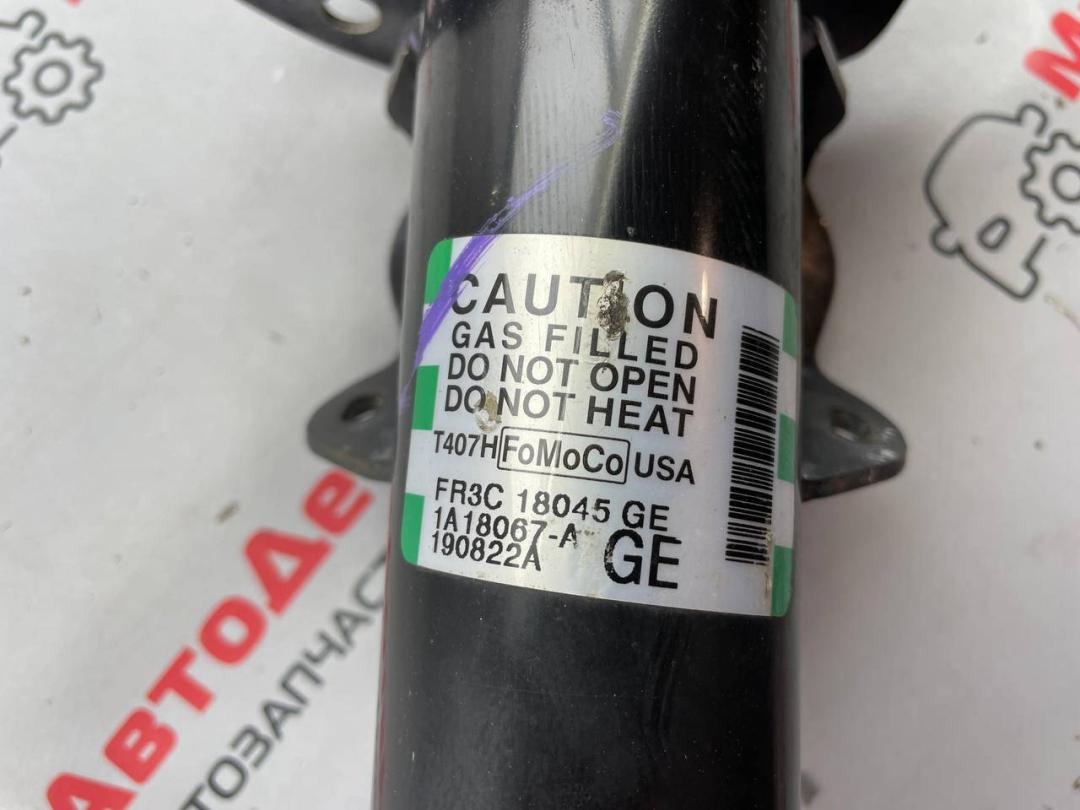 CAUTION
GAS FILLED
DO NOT OPEN
DO NOT HEAT
T407H FoMoCo USA
FR3C 18045 GE
1A18067-A
190822A GE
АвтоДе
втозапчаст